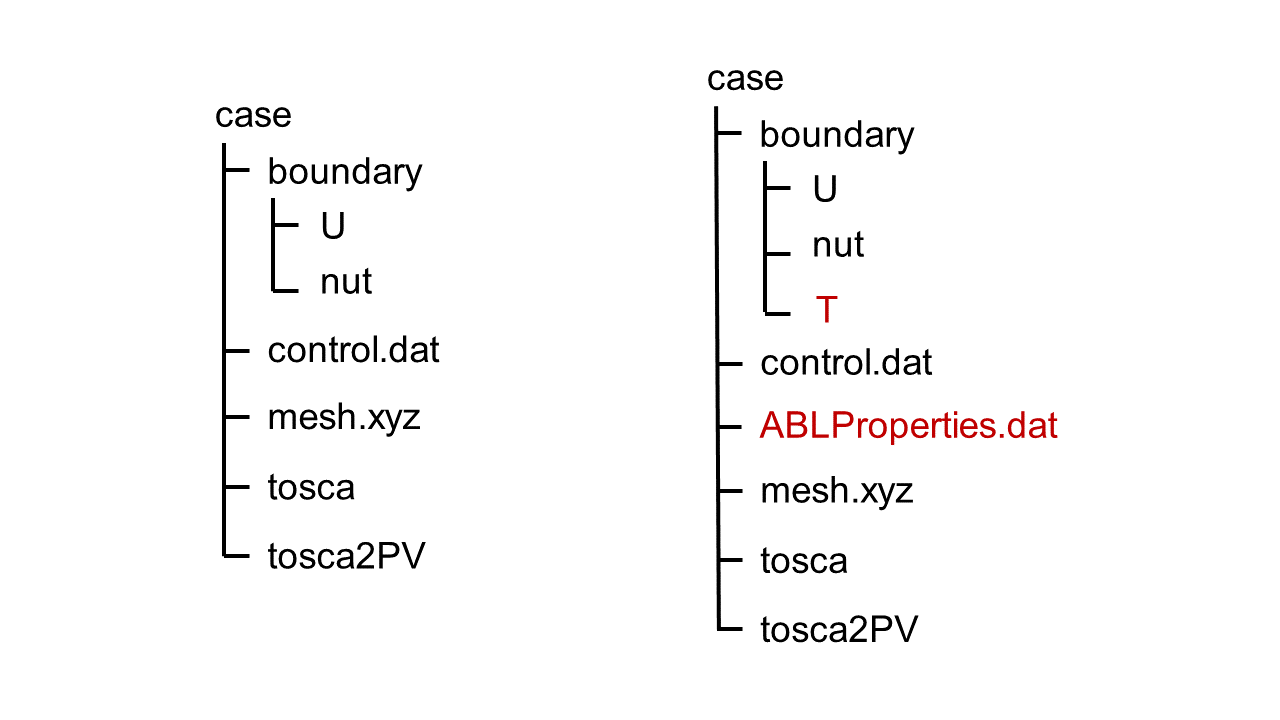 case
boundary
U
nut
control.dat
mesh.xyz
tosca
tosca2PV
case
boundary
U
nut
T
control.dat
ABLProperties.dat
mesh.xyz
tosca
tosca2PV